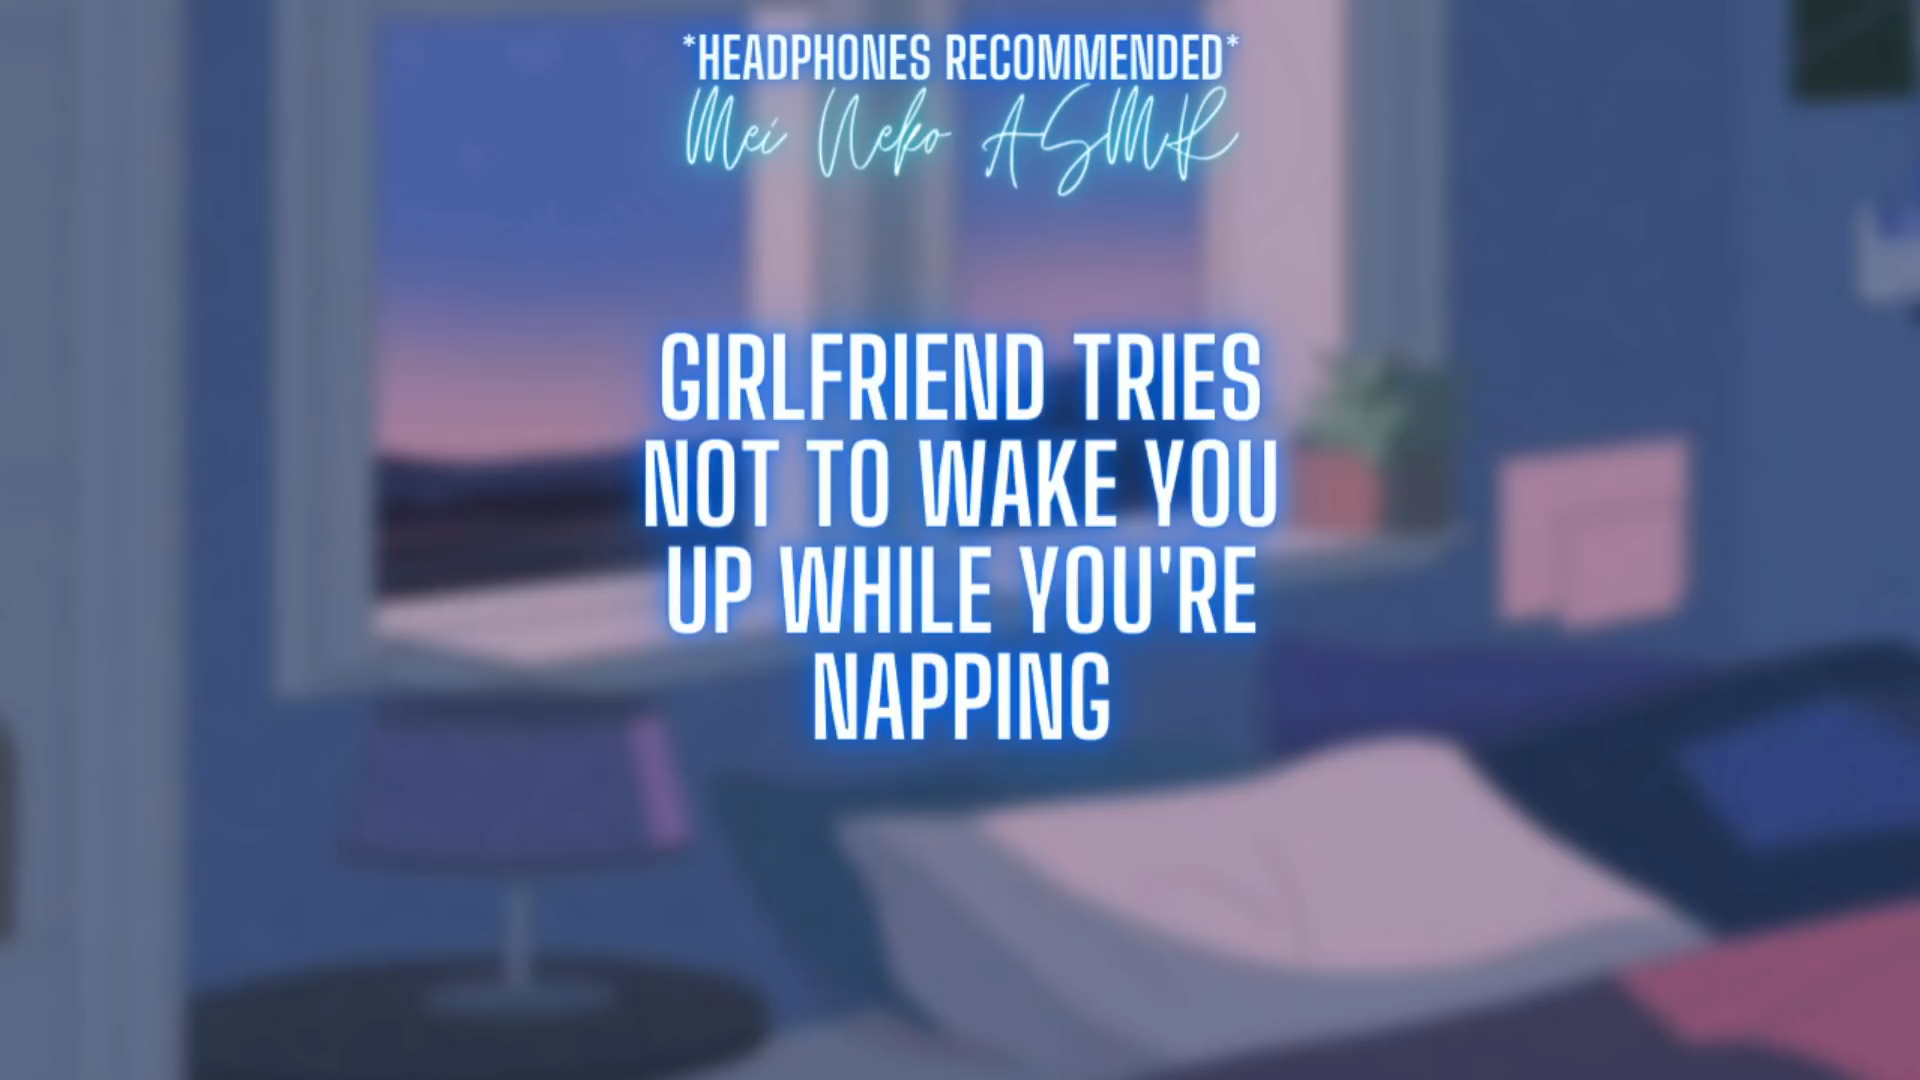 *HEADPHONES RECOMMENDED*
Mei Neko ASMR
GIRLFRIEND TRIES
NOT TO WAKE YOU
UP WHILE YOU'RE
NAPPING